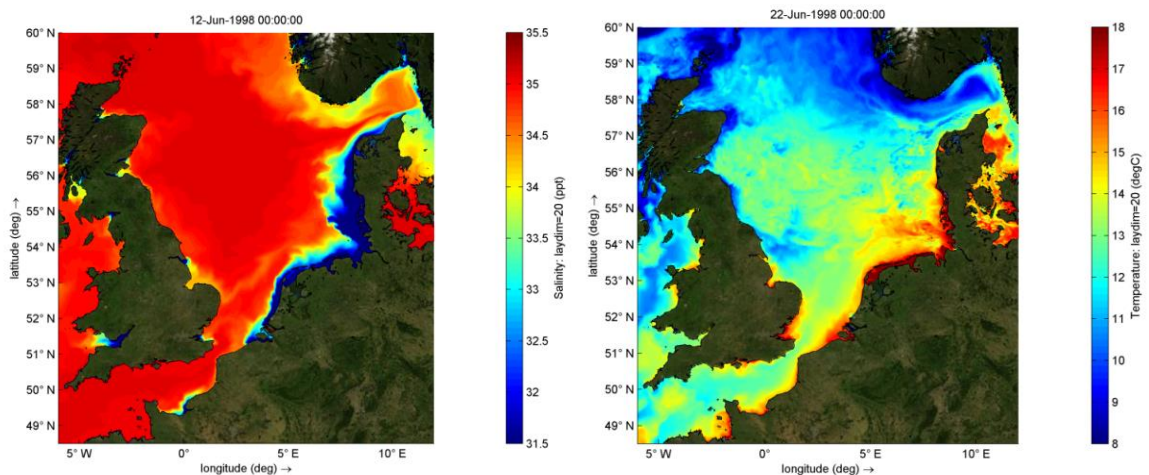 12-Jun-1998 00:00:00
60° N
59° N
58° N
57° N
56° N
55° N
54° N
53° N
52° N
51° N
50° N
49° N
latitude (deg) →
5° W
0°
5° E
10° E
longitude (deg) →
35.5
35
34.5
34
33.5
33
32.5
32
31.5
Salinity: laydim=20 (ppt)
22-Jun-1998 00:00:00
60° N
59° N
58° N
57° N
56° N
55° N
54° N
53° N
52° N
51° N
50° N
49° N
latitude (deg) →
5° W
0°
5° E
10° E
longitude (deg) →
18
17
16
15
14
13
12
11
10
9
8
Temperature: laydim=20 (degC)